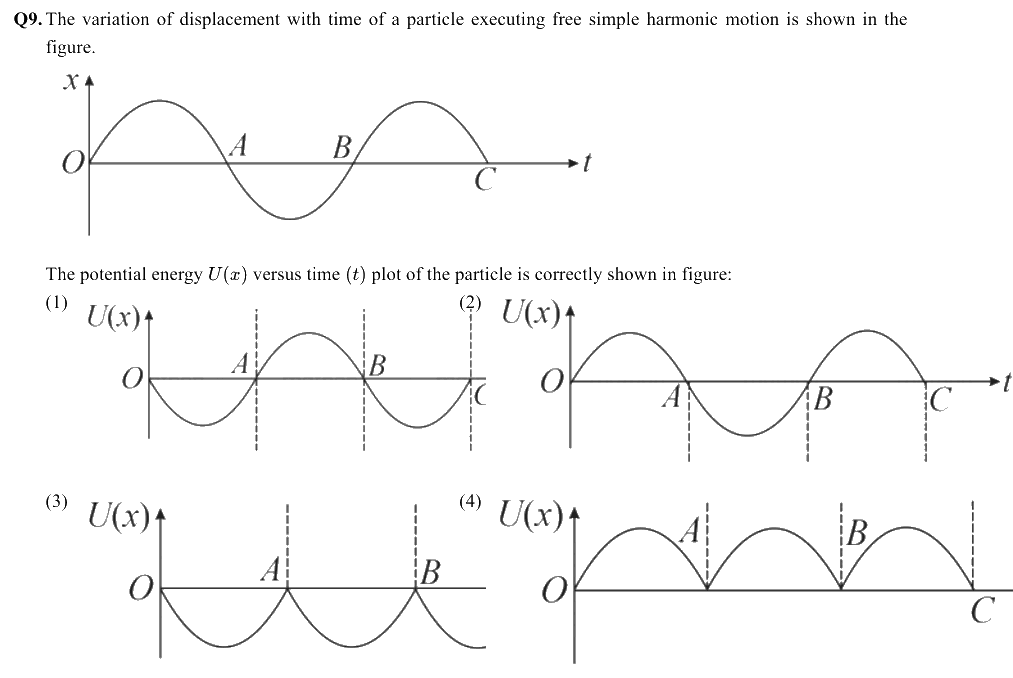 Q9. The variation of displacement with time of a particle executing free simple harmonic motion is shown in the
figure.
x
O A B C t
The potential energy U(x) versus time (t) plot of the particle is correctly shown in figure:
(1) U(x) O A B C
(2) U(x) O A B C t
(3) U(x) O A B
(4) U(x) O A B C